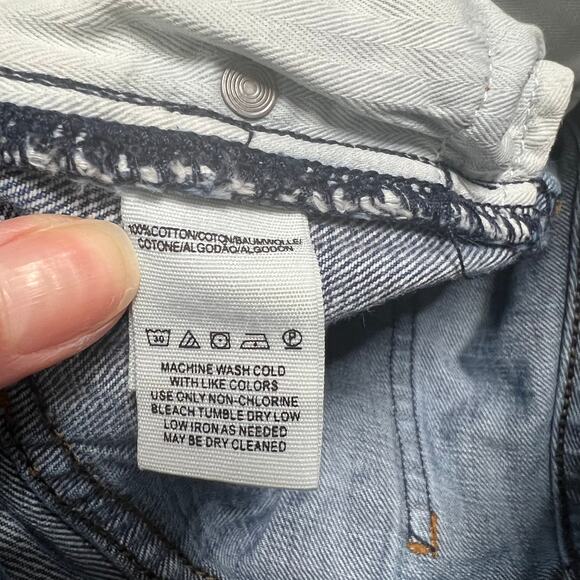 100%COTTON/COTON/BAUMWOLLE/
COTONE/ALGODÃO/ALGODÓN
30 P
MACHINE WASH COLD
WITH LIKE COLORS
USE ONLY NON-CHLORINE
BLEACH TUMBLE DRY LOW
LOW IRON AS NEEDED
MAY BE DRY CLEANED